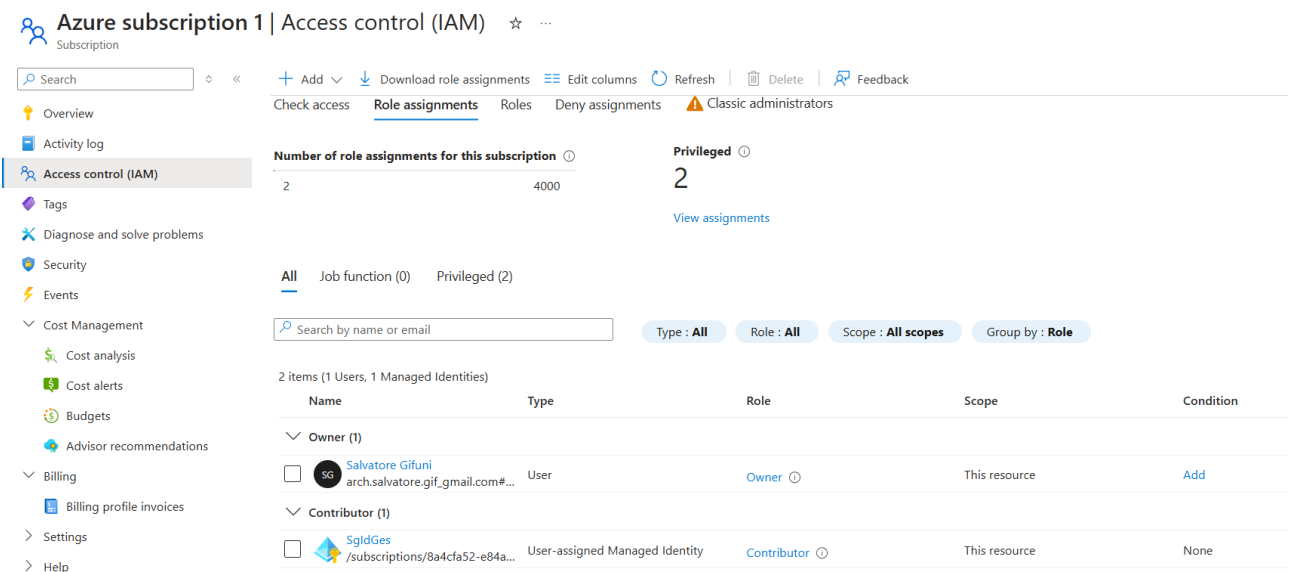 Azure subscription 1 | Access control (IAM) ☆ ···
Subscription
Search
Overview
Activity log
Access control (IAM)
Tags
Diagnose and solve problems
Security
Events
Cost Management
Cost analysis
Cost alerts
Budgets
Advisor recommendations
Billing
Billing profile invoices
Settings
Help
Add Download role assignments Edit columns Refresh Delete Feedback
Check access Role assignments Roles Deny assignments Classic administrators
Number of role assignments for this subscription
2 4000
Privileged
2
View assignments
All Job function (0) Privileged (2)
Search by name or email
Type : All Role : All Scope : All scopes Group by : Role
2 items (1 Users, 1 Managed Identities)
Name Type Role Scope Condition
Owner (1)
SG Salvatore Gifuni
arch.salvatore.gif_gmail.com#...
User Owner This resource Add
Contributor (1)
SgIdGes
/subscriptions/8a4cfa52-e84a...
User-assigned Managed Identity Contributor This resource None